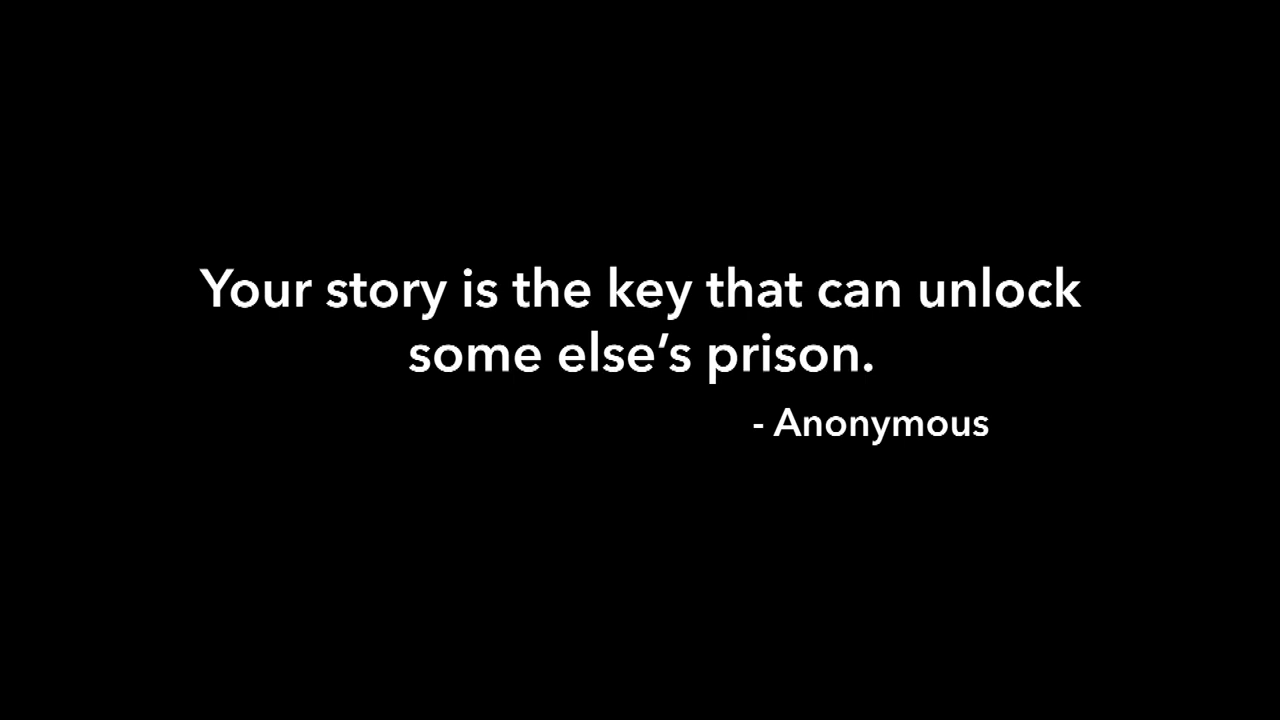 Your story is the key that can unlock
some else’s prison.
- Anonymous